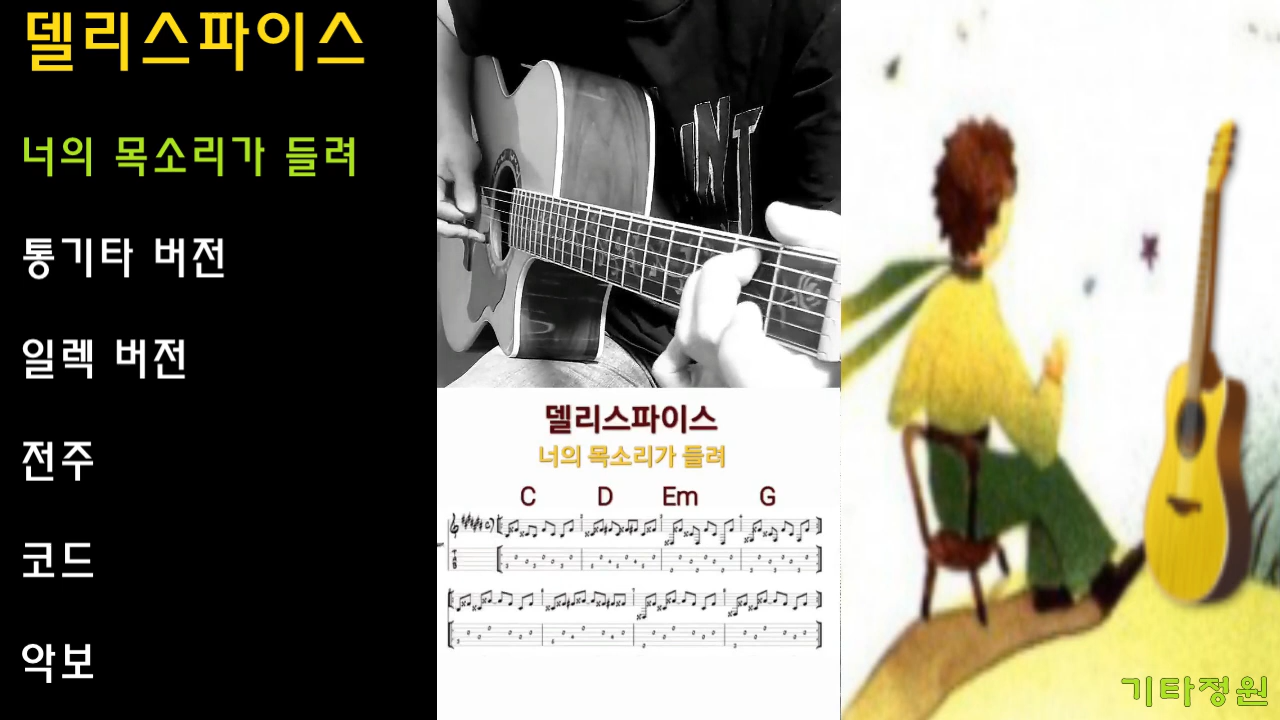 델리스파이스
너의 목소리가 들려
통기타 버전
일렉 버전
전주
코드
악보
델리스파이스
너의 목소리가 들려
C D Em G
기타정원